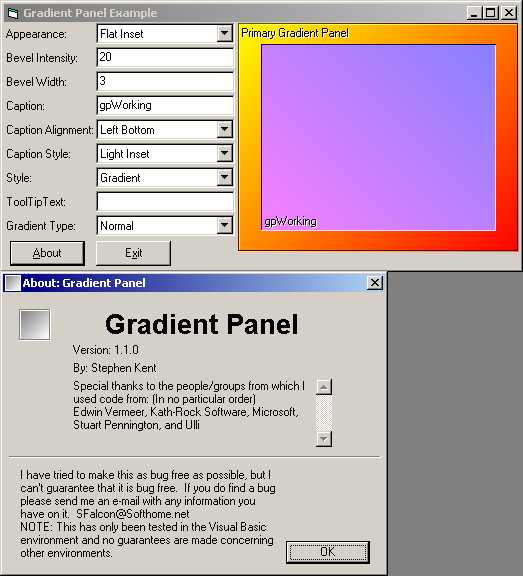 Gradient Panel Example
Appearance: Flat Inset
Bevel Intensity: 20
Bevel Width: 3
Caption: gpWorking
Caption Alignment: Left Bottom
Caption Style: Light Inset
Style: Gradient
ToolTipText:
Gradient Type: Normal
About Exit
Primary Gradient Panel
gpWorking
About: Gradient Panel
Gradient Panel
Version: 1.1.0
By: Stephen Kent
Special thanks to the people/groups from which I
used code from: (In no particular order)
Edwin Vermeer, Kath-Rock Software, Microsoft,
Stuart Pennington, and Ulli
I have tried to make this as bug free as possible, but I
can't guarantee that it is bug free. If you do find a bug
please send me an e-mail with any information you
have on it. SFalcon@Softhome.net
NOTE: This has only been tested in the Visual Basic
environment and no guarantees are made concerning
other environments.
OK